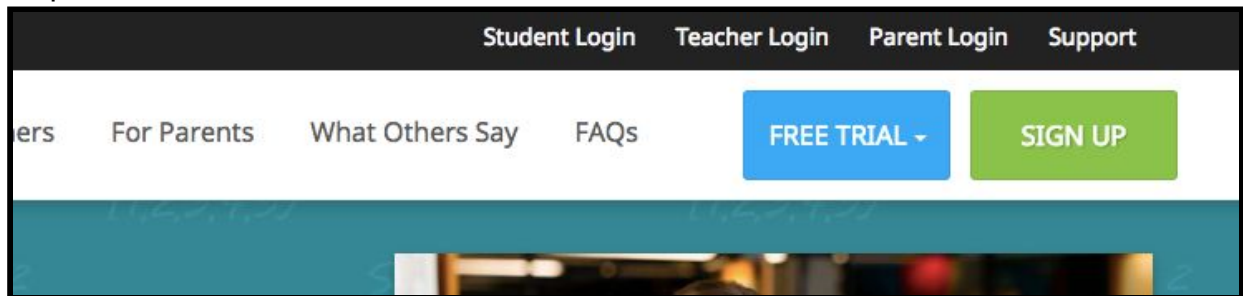 Student Login Teacher Login Parent Login Support
For Parents What Others Say FAQs FREE TRIAL SIGN UP